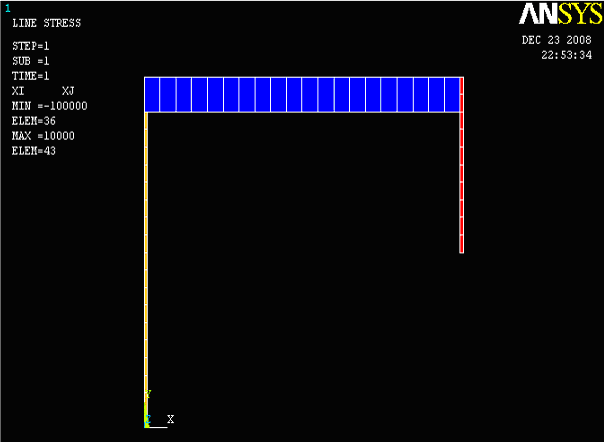 1
LINE STRESS
STEP=1
SUB =1
TIME=1
XI XJ
MIN =-100000
ELEM=36
MAX =10000
ELEM=43
ANSYS
DEC 23 2008
22:53:34
Y
Z
X